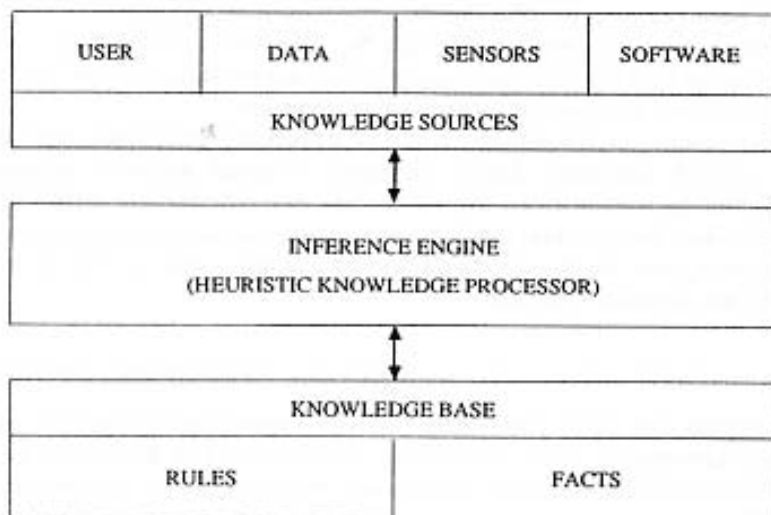 USER DATA SENSORS SOFTWARE
KNOWLEDGE SOURCES
INFERENCE ENGINE
(HEURISTIC KNOWLEDGE PROCESSOR)
KNOWLEDGE BASE
RULES FACTS